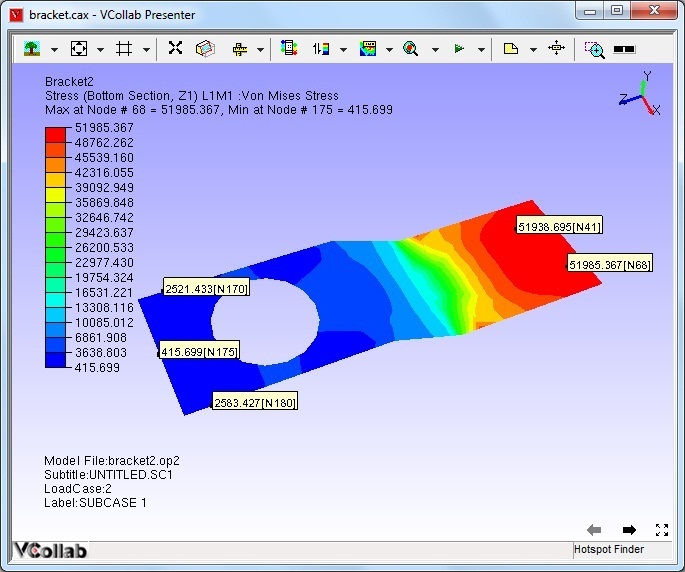 bracket.cax - VCollab Presenter
Bracket2
Stress (Bottom Section, Z1) L1M1 :Von Mises Stress
Max at Node # 68 = 51985.367, Min at Node # 175 = 415.699
51985.367
48762.262
45539.160
42316.055
39092.949
35869.848
32646.742
29423.637
26200.533
22977.430
19754.324
16531.221
13308.116
10085.012
6861.908
3638.803
415.699
Y
Z
X
51938.695[N41]
51985.367[N68]
2521.433[N170]
415.699[N175]
2583.427[N180]
Model File:bracket2.op2
Subtitle:UNTITLED.SC1
LoadCase:2
Label:SUBCASE 1
VCollab
Hotspot Finder